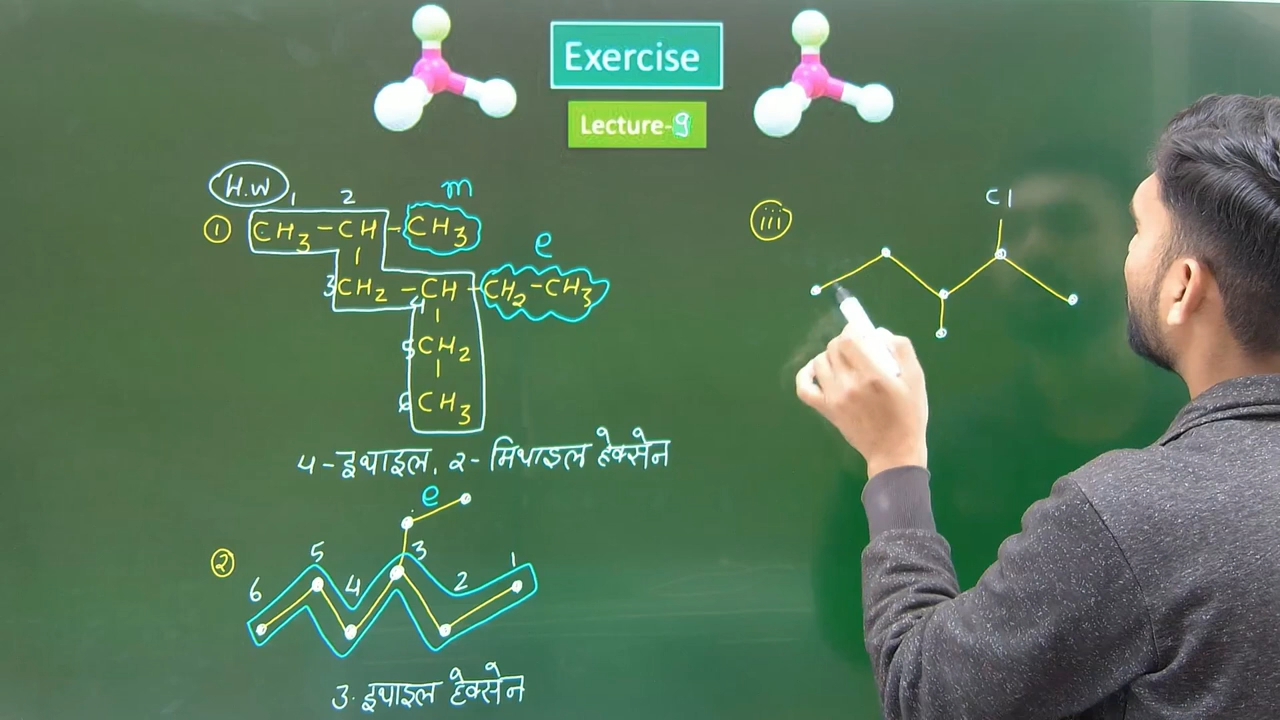 Exercise
Lecture-9
H.W
1 2 m
① CH3-CH-CH3
e
3 CH2-CH-CH2-CH3
4
5 CH2
6 CH3
4-इथाइल, २-मिथाइल हेक्सेन
e
② 6 5 4 3 2 1
3-इथाइल हेक्सेन
iii
Cl